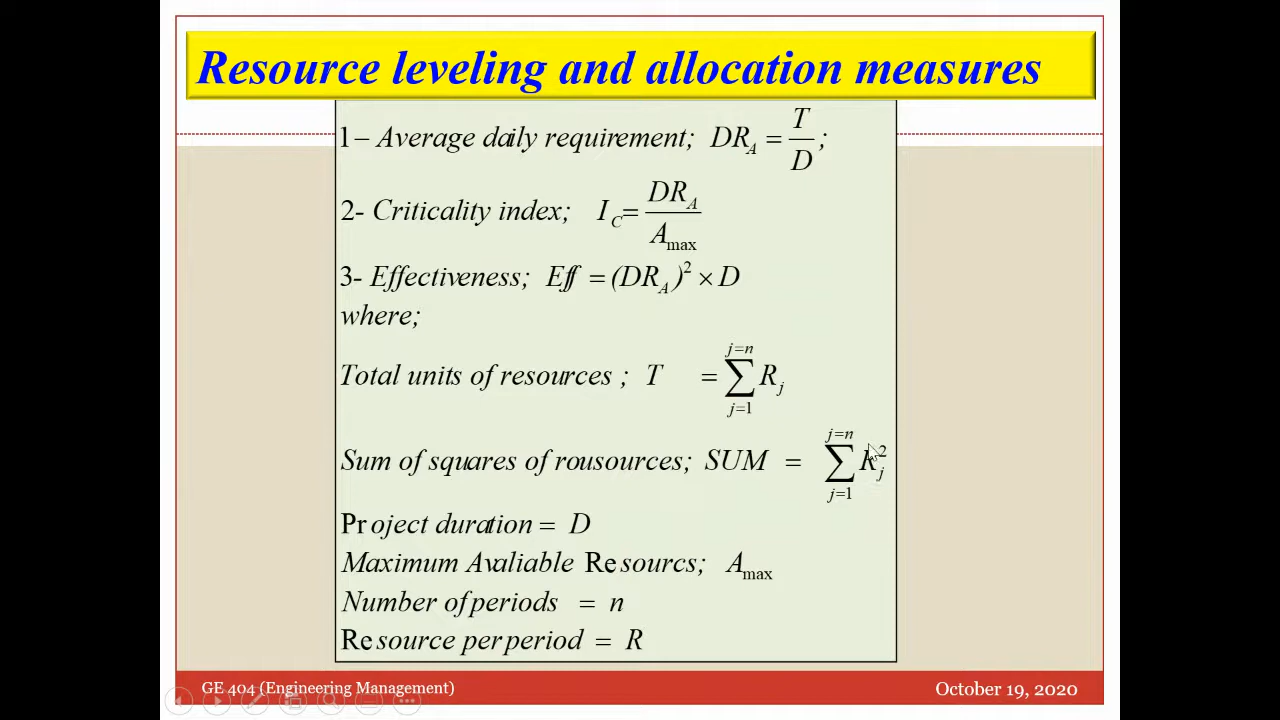 Resource leveling and allocation measures
1 – Average daily requirement; DR_A = T/D ;
2- Criticality index; I_C = DR_A/A_max
3- Effectiveness; Eff = (DR_A)^2 × D
where;
Total units of resources ; T = ∑_{j=1}^{j=n} R_j
Sum of squares of rousources; SUM = ∑_{j=1}^{j=n} R_j^2
Project duration = D
Maximum Avaliable Resourcs; A_max
Number of periods = n
Resource per period = R
GE 404 (Engineering Management) October 19, 2020